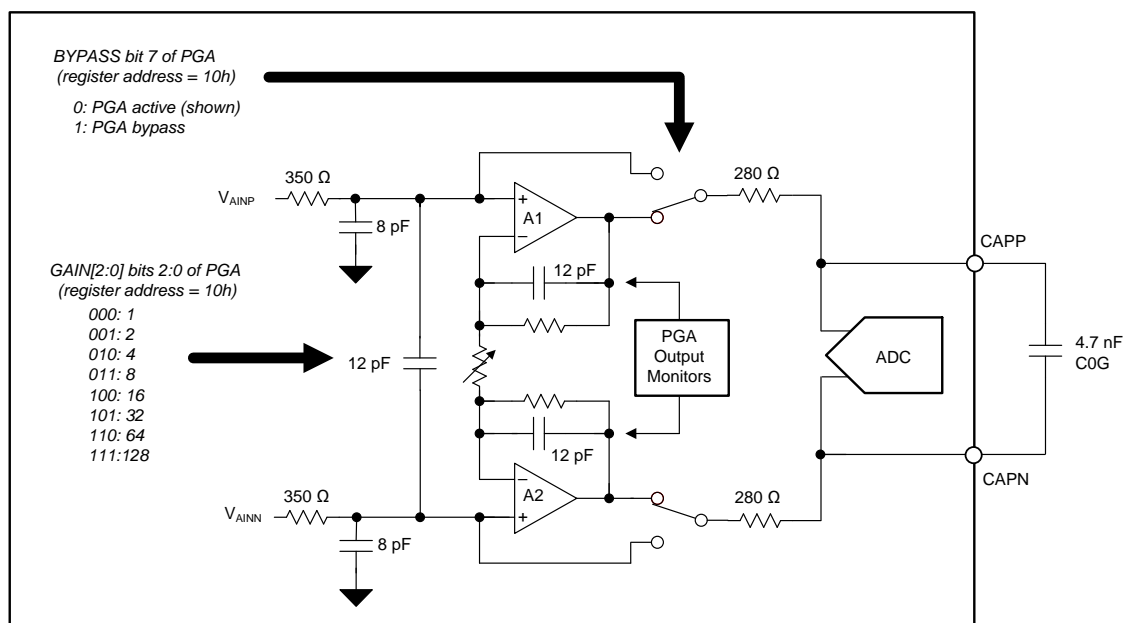 BYPASS bit 7 of PGA
(register address = 10h)
0: PGA active (shown)
1: PGA bypass
350 Ω
280 Ω
VAINP
A1
8 pF
CAPP
12 pF
GAIN[2:0] bits 2:0 of PGA
(register address = 10h)
000: 1
001: 2
010: 4
011: 8
100: 16
101: 32
110: 64
111:128
12 pF
PGA
Output
Monitors
ADC
4.7 nF
C0G
12 pF
CAPN
350 Ω
A2
280 Ω
VAINN
8 pF